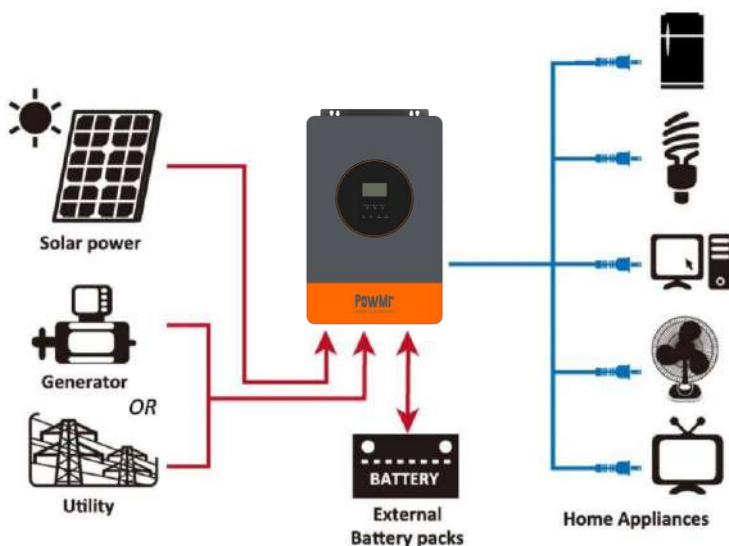 Solar power
PowMr
Generator
OR
Utility
BATTERY
External
Battery packs
Home Appliances